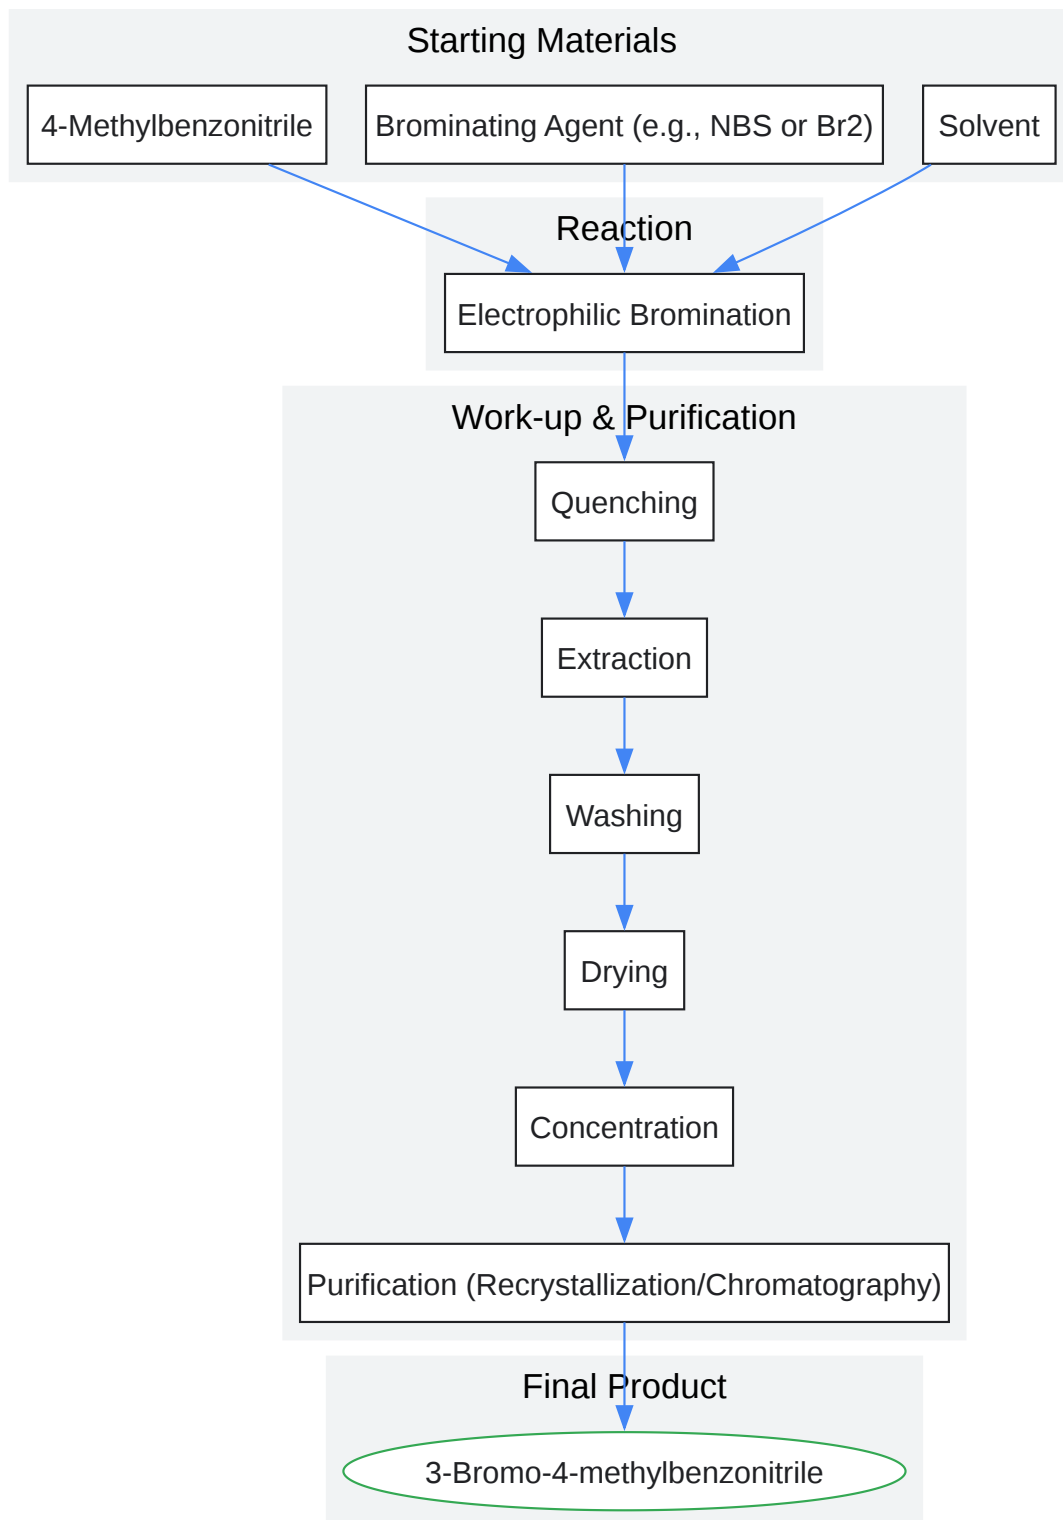 Starting Materials
4-Methylbenzonitrile
Brominating Agent (e.g., NBS or Br2)
Solvent
Reaction
Electrophilic Bromination
Work-up & Purification
Quenching
Extraction
Washing
Drying
Concentration
Purification (Recrystallization/Chromatography)
Final Product
3-Bromo-4-methylbenzonitrile